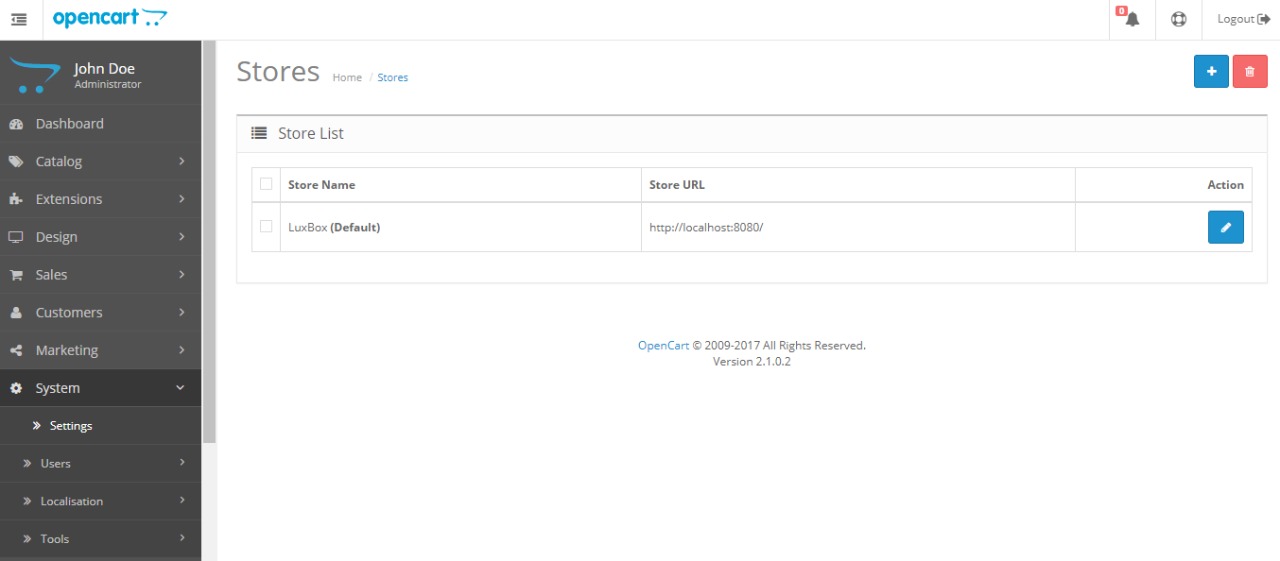 opencart
0
Logout
John Doe
Administrator
Dashboard
Catalog
Extensions
Design
Sales
Customers
Marketing
System
Settings
Users
Localisation
Tools
Stores Home / Stores
Store List
Store Name Store URL Action
LuxBox (Default) http://localhost:8080/
OpenCart © 2009-2017 All Rights Reserved.
Version 2.1.0.2